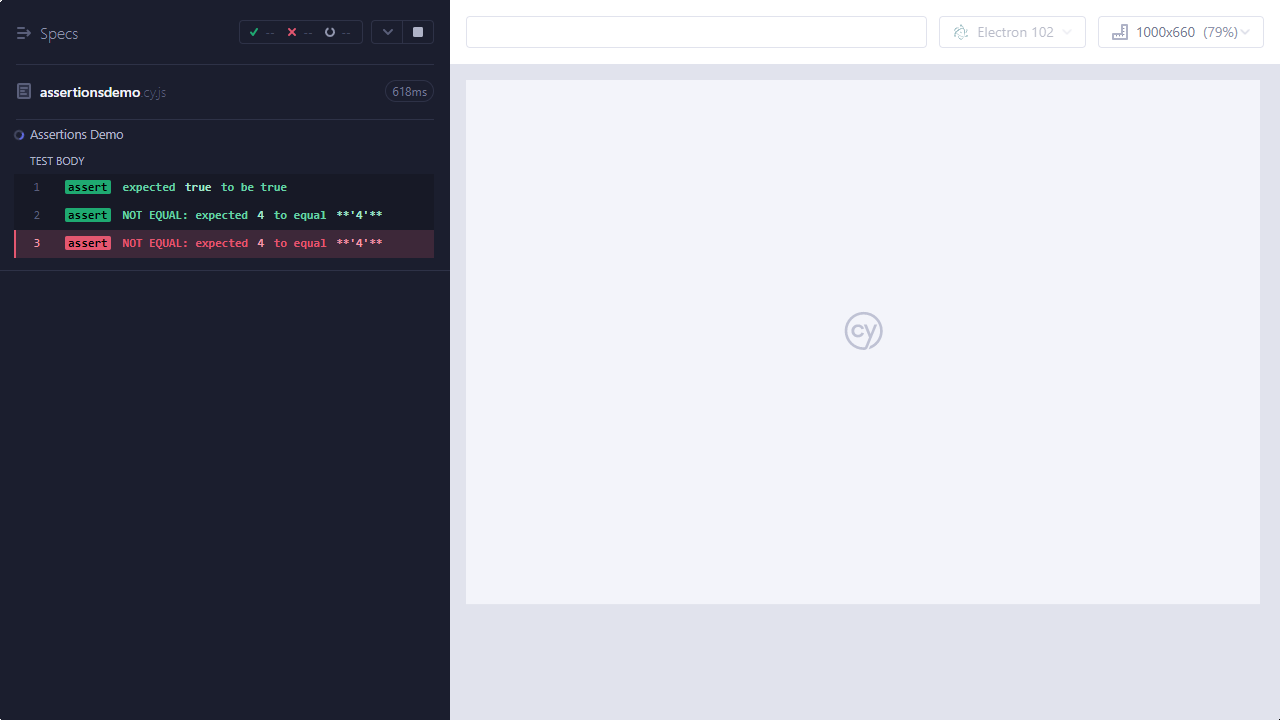 Specs -- -- --
Electron 102 1000x660 (79%)
assertionsdemo.cy.js 618ms
Assertions Demo
TEST BODY
1 assert expected true to be true
2 assert NOT EQUAL: expected 4 to equal **'4'**
3 assert NOT EQUAL: expected 4 to equal **'4'**
cy